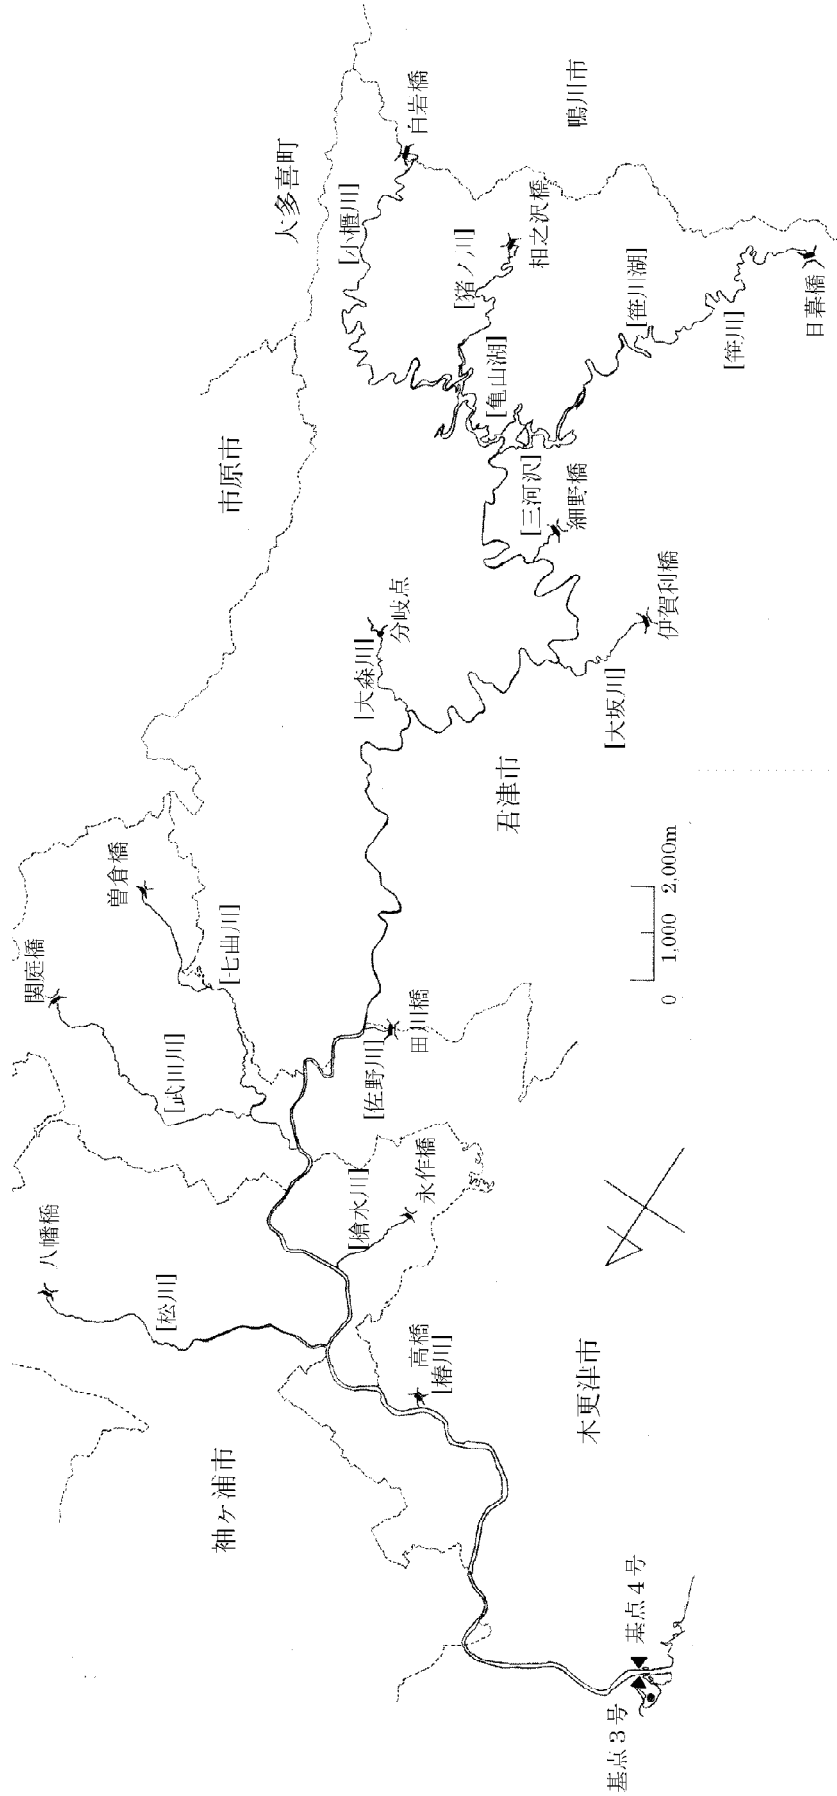 大多喜町
[小櫃川]
白岩橋
鴨川市
[猪ノ川]
相之沢橋
[笹川湖]
[笹川]
日暮橋
[亀山湖]
市原市
[三河沢]
細野橋
分岐点
[大森川]
伊賀利橋
[大坂川]
君津市
曽倉橋
[七曲川]
関庭橋
[武田川]
0 1,000 2,000m
田川橋
[佐野川]
[槍水川]
永作橋
八幡橋
[松川]
高橋
[椿川]
木更津市
袖ヶ浦市
基点4号
基点3号